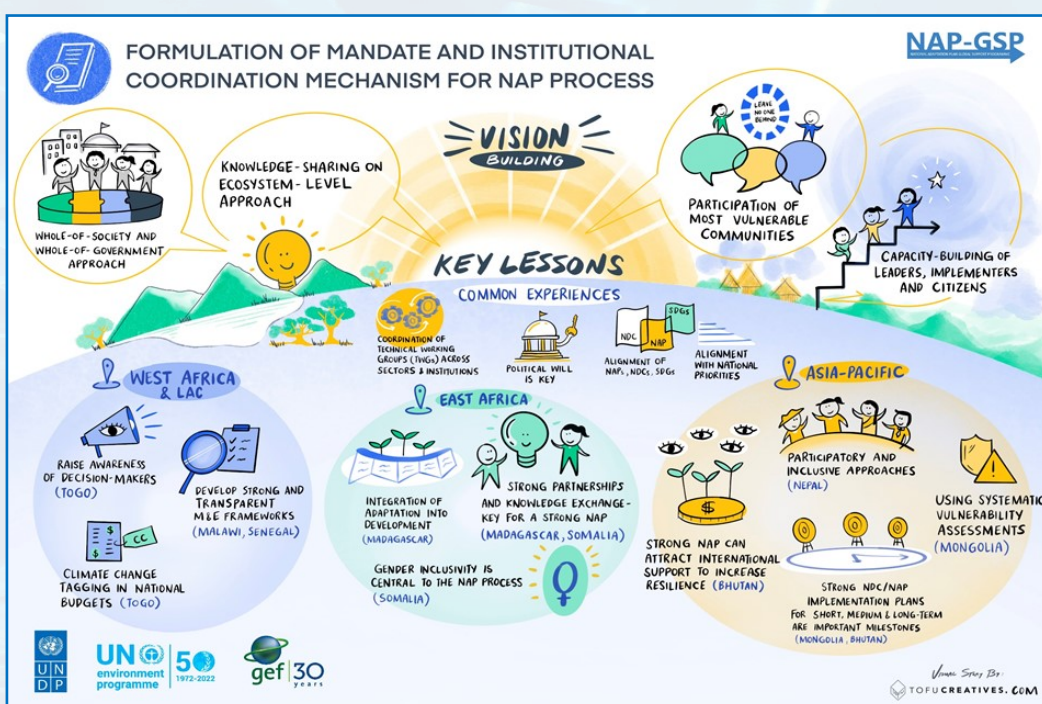 FORMULATION OF MANDATE AND INSTITUTIONAL
COORDINATION MECHANISM FOR NAP PROCESS
NAP-GSP
VISION
BUILDING
WHOLE-OF-SOCIETY AND
WHOLE-OF-GOVERNMENT
APPROACH
KNOWLEDGE-SHARING ON
ECOSYSTEM-LEVEL
APPROACH
LEAVE
NO ONE
BEHIND
PARTICIPATION OF
MOST VULNERABLE
COMMUNITIES
CAPACITY-BUILDING OF
LEADERS, IMPLEMENTERS
AND CITIZENS
KEY LESSONS
COMMON EXPERIENCES
COORDINATION OF
TECHNICAL WORKING
GROUPS (TWGs) ACROSS
SECTORS & INSTITUTIONS
POLITICAL WILL
IS KEY
NDC
NAP
SDGS
ALIGNMENT OF
NAPs, NDCs, SDGs
ALIGNMENT
WITH NATIONAL
PRIORITIES
WEST AFRICA
& LAC
RAISE AWARENESS
OF DECISION-MAKERS
(TOGO)
DEVELOP STRONG AND
TRANSPARENT
M&E FRAMEWORKS
(MALAWI, SENEGAL)
$
$
CC
CLIMATE CHANGE
TAGGING IN NATIONAL
BUDGETS (TOGO)
EAST AFRICA
INTEGRATION OF
ADAPTATION INTO
DEVELOPMENT
(MADAGASCAR)
STRONG PARTNERSHIPS
AND KNOWLEDGE EXCHANGE-
KEY FOR A STRONG NAP
(MADAGASCAR, SOMALIA)
GENDER INCLUSIVITY IS
CENTRAL TO THE NAP PROCESS
(SOMALIA)
ASIA-PACIFIC
PARTICIPATORY AND
INCLUSIVE APPROACHES
(NEPAL)
$
STRONG NAP CAN
ATTRACT INTERNATIONAL
SUPPORT TO INCREASE
RESILIENCE (BHUTAN)
USING SYSTEMATIC
VULNERABILITY
ASSESSMENTS
(MONGOLIA)
STRONG NDC/NAP
IMPLEMENTATION PLANS
FOR SHORT, MEDIUM & LONG-TERM
ARE IMPORTANT MILESTONES
(MONGOLIA, BHUTAN)
U N
D P
UN
environment
programme
50
1972-2022
gef 30
years
Visual Story By:
TOFUCREATIVES.COM